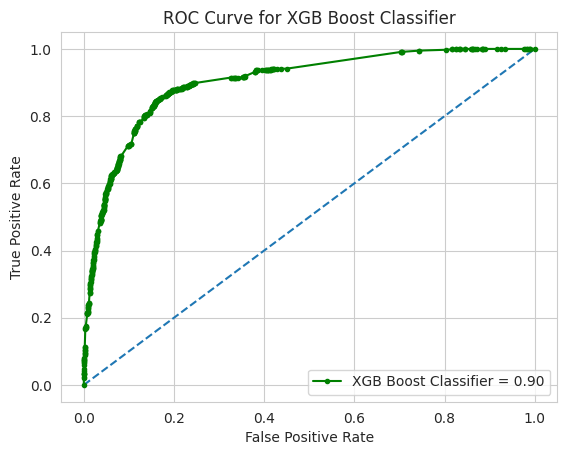 ROC Curve for XGB Boost Classifier
True Positive Rate
1.0
0.8
0.6
0.4
0.2
0.0
XGB Boost Classifier = 0.90
0.0 0.2 0.4 0.6 0.8 1.0
False Positive Rate